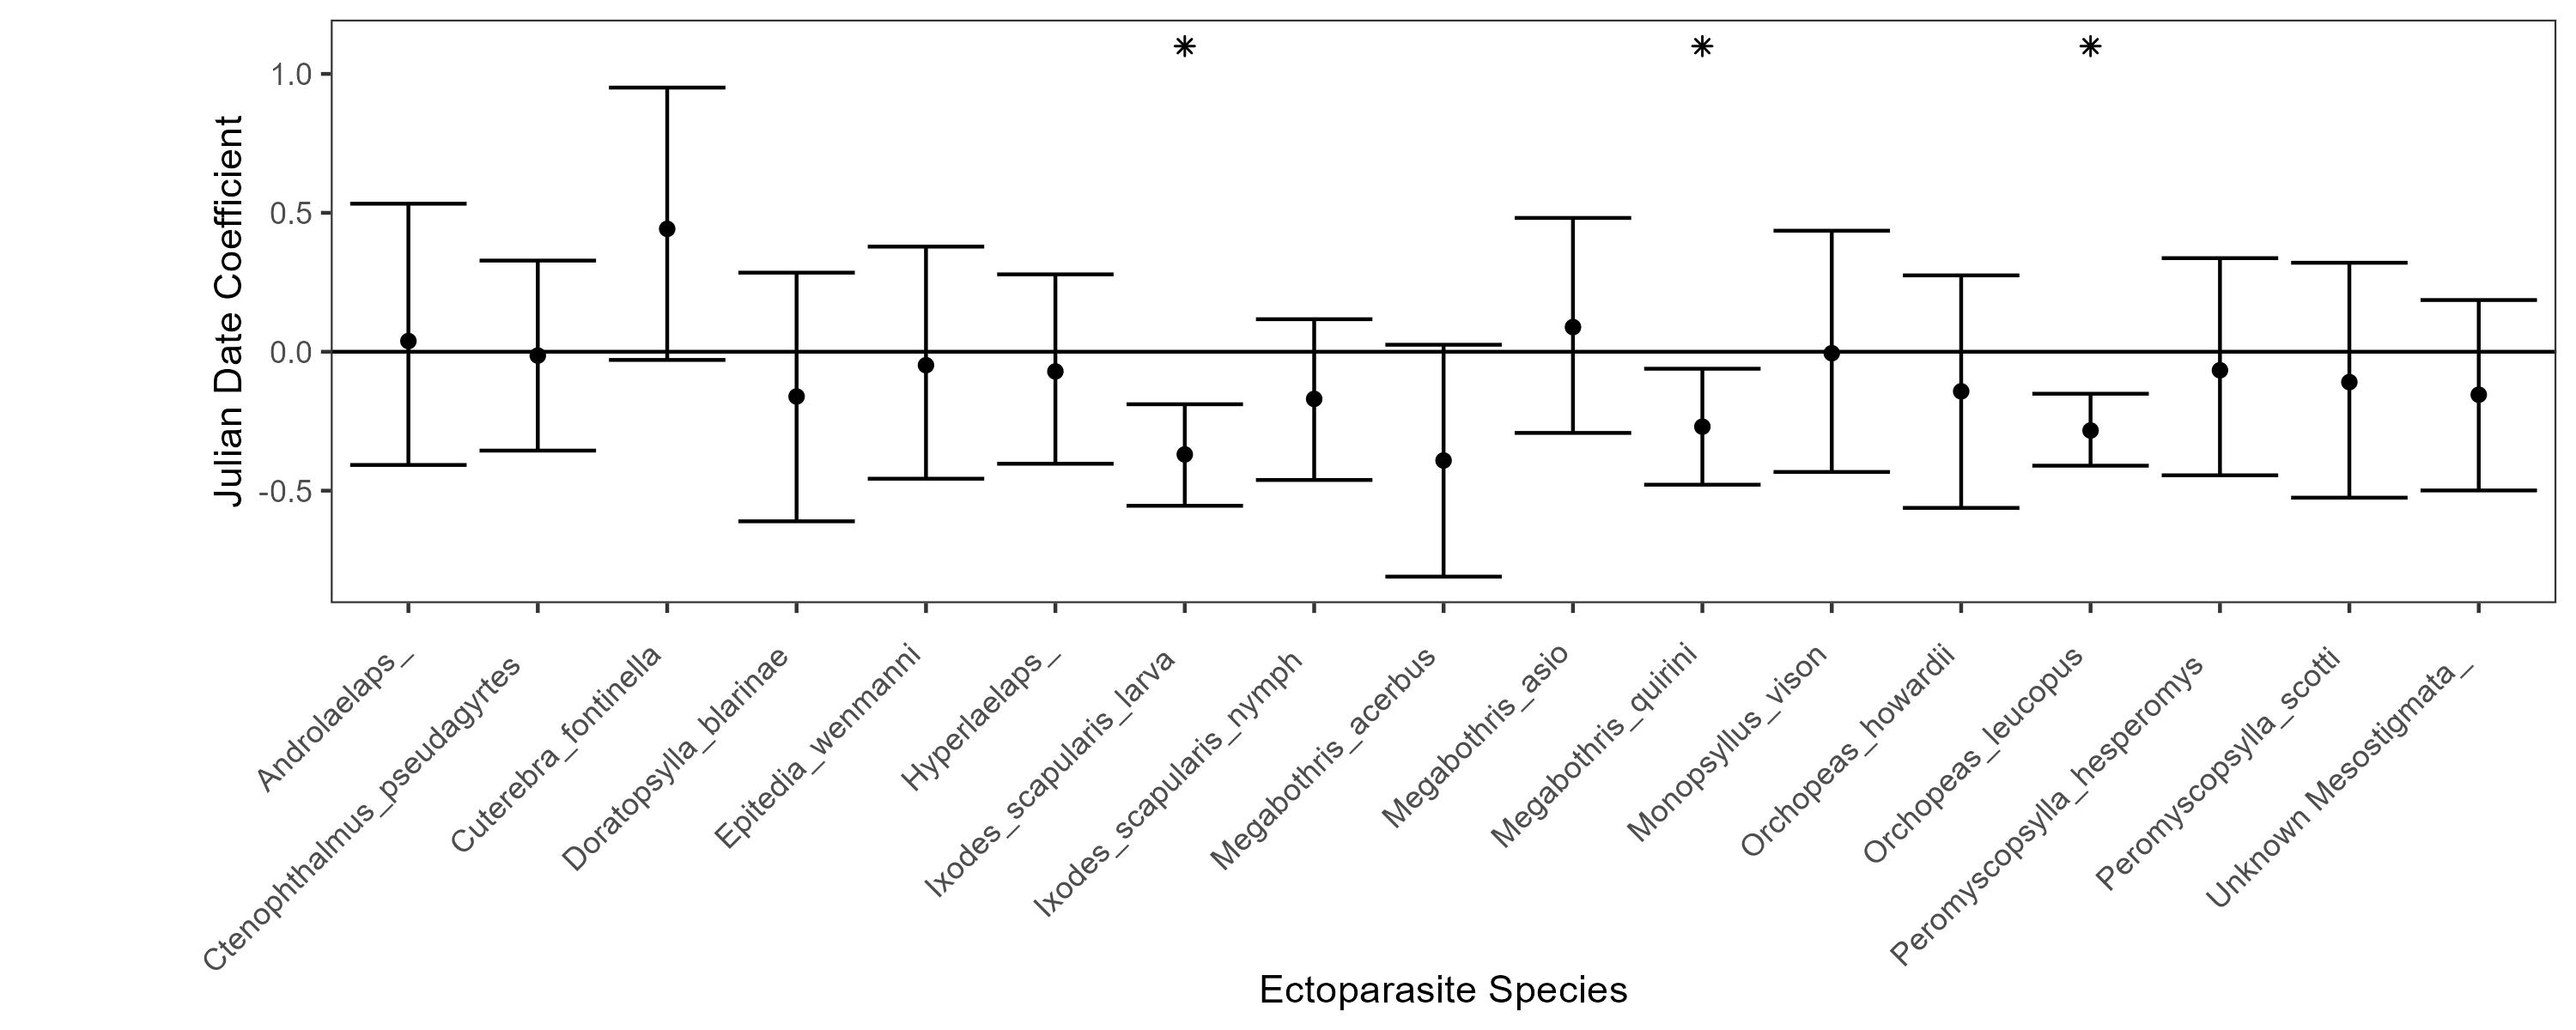 * * *
1.0
0.5
0.0
-0.5
Julian Date Coefficient
Androlaelaps_
Ctenophthalmus_pseudagyrtes
Cuterebra_fontinella
Doratopsylla_blarinae
Epitedia_wenmanni
Hyperlaelaps_
Ixodes_scapularis_larva
Ixodes_scapularis_nymph
Megabothris_acerbus
Megabothris_asio
Megabothris_quirini
Monopsyllus_vison
Orchopeas_howardii
Orchopeas_leucopus
Peromyscopsylla_hesperomys
Peromyscopsylla_scotti
Unknown Mesostigmata_
Ectoparasite Species